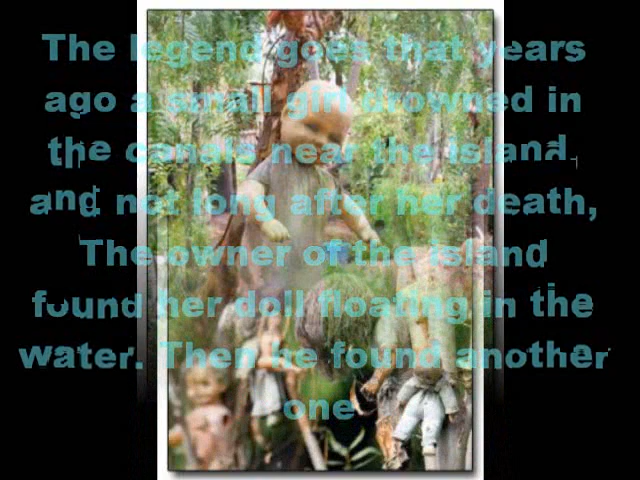 The legend goes that years
ago a small girl drowned in
the canals near the island,
and not long after her death,
The owner of the island
found her doll floating in the
water. Then he found another
one